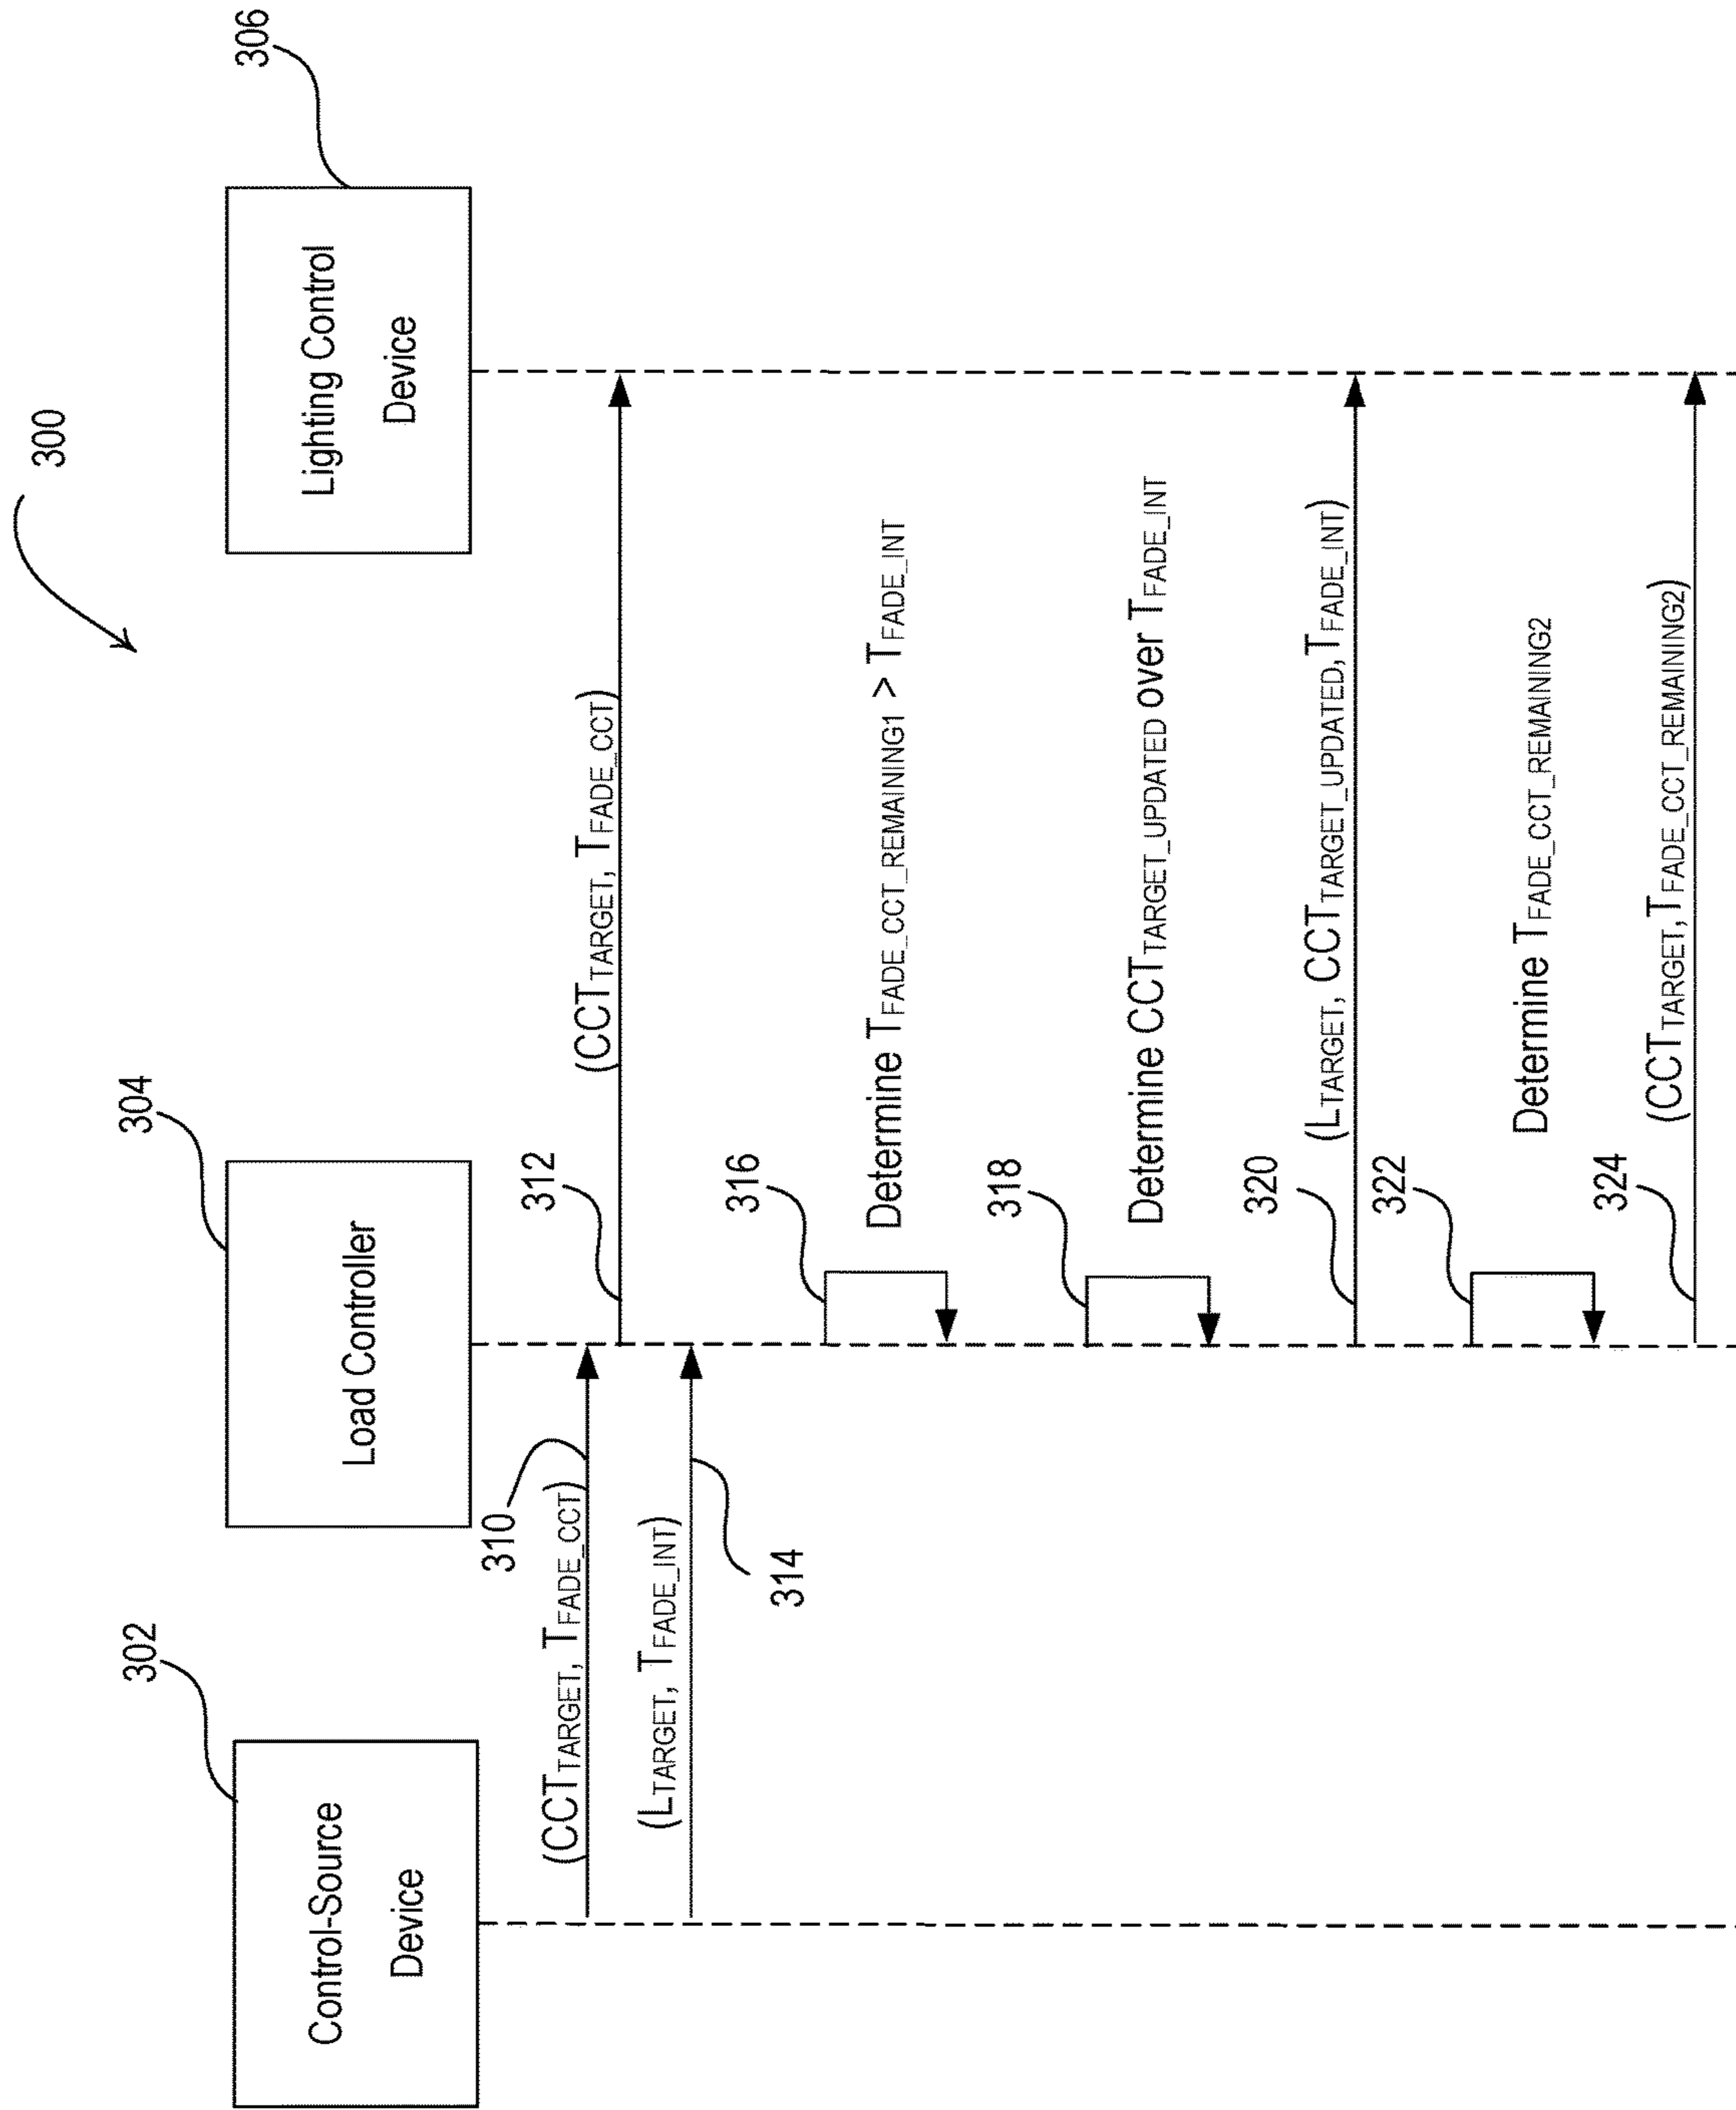 300
302
Control-Source
Device
304
Load Controller
306
Lighting Control
Device
310
(CCTTARGET, TFADE_CCT)
312
(CCTTARGET, TFADE_CCT)
314
(LTARGET, TFADE_INT)
316
Determine TFADE_CCT_REMAINING1 > TFADE_INT
318
Determine CCTTARGET_UPDATED over TFADE_INT
320
(LTARGET, CCTTARGET_UPDATED,TFADE_INT)
322
Determine TFADE_CCT_REMAINING2
324
(CCTTARGET,TFADE_CCT_REMAINING2)